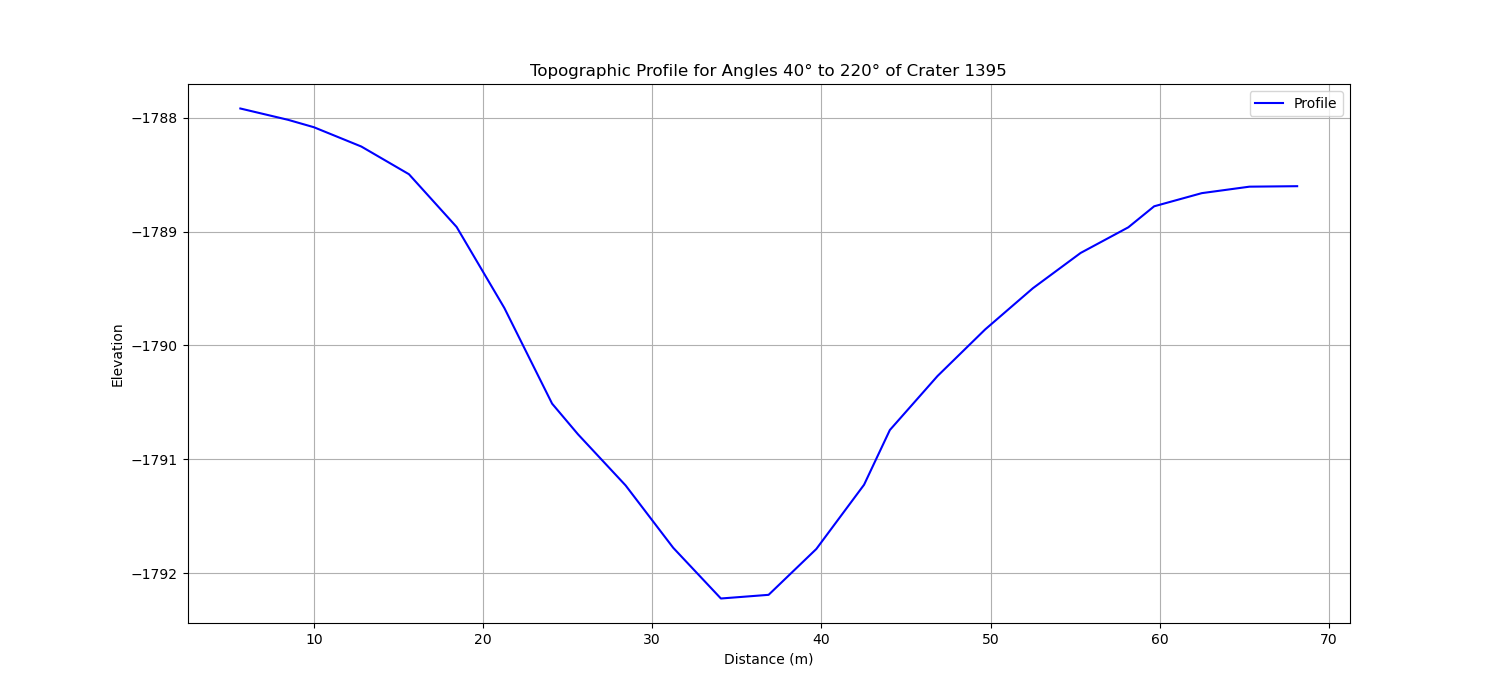 Topographic Profile for Angles 40° to 220° of Crater 1395
Profile
−1788
−1789
−1790
−1791
−1792
Elevation
10 20 30 40 50 60 70
Distance (m)